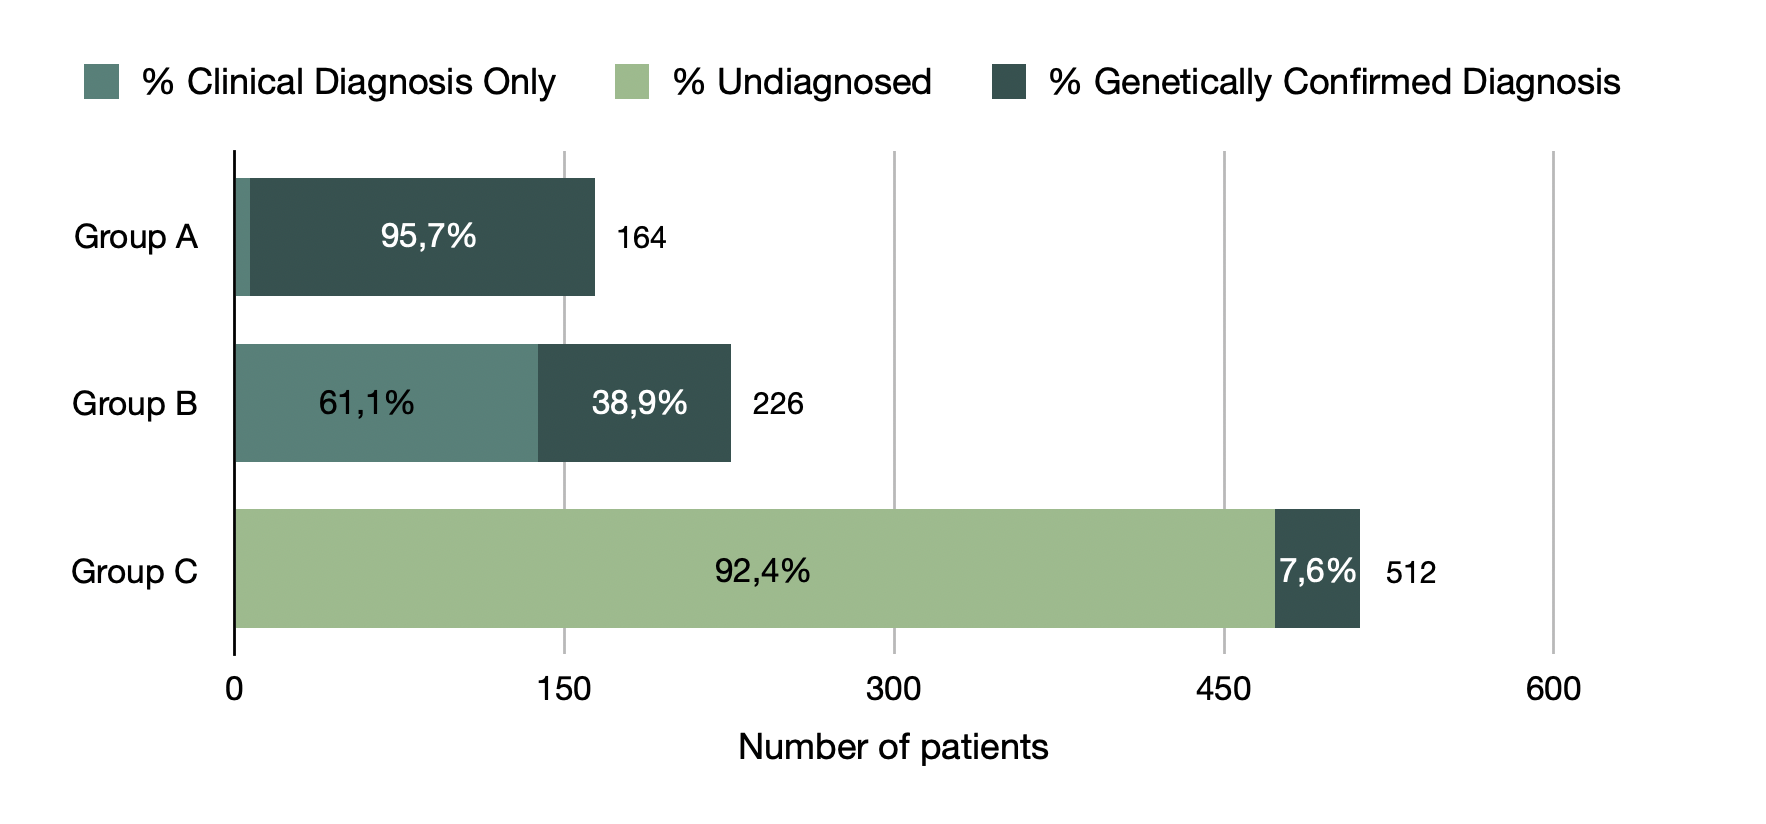 % Clinical Diagnosis Only % Undiagnosed % Genetically Confirmed Diagnosis
Group A 95,7% 164
Group B 61,1% 38,9% 226
Group C 92,4% 7,6% 512
0 150 300 450 600
Number of patients